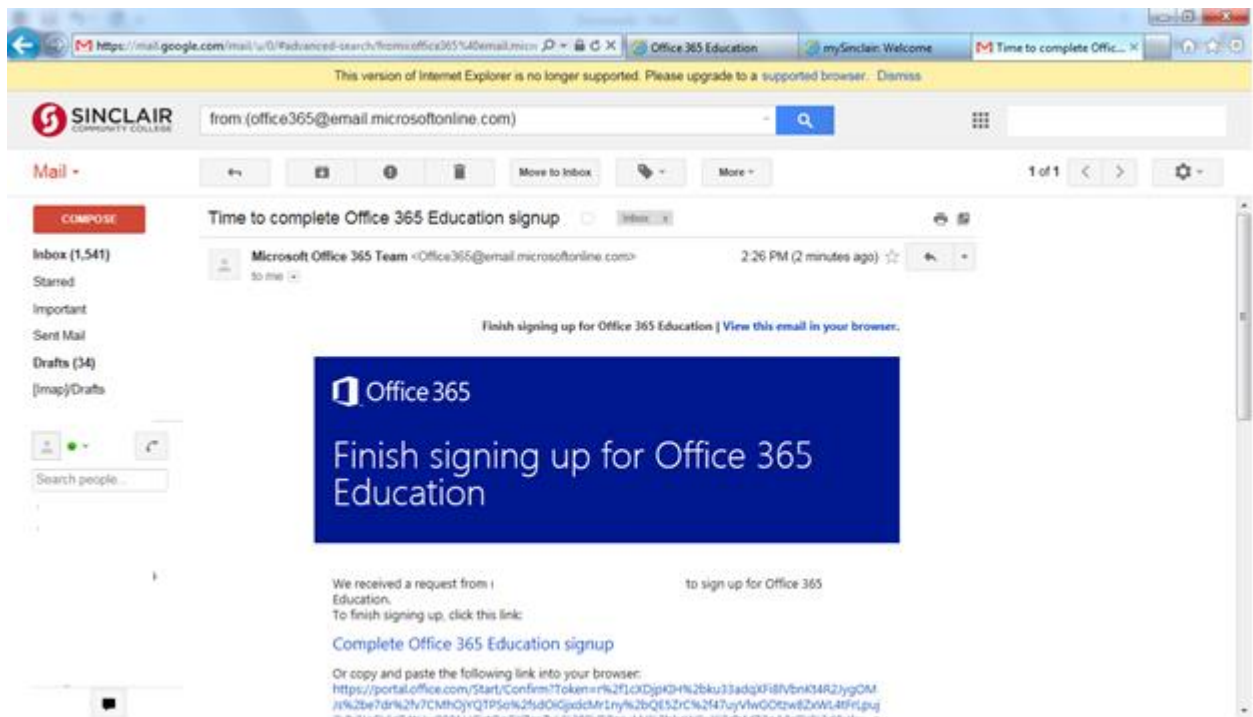 https://mail.google.com/mail/u/0/#advanced-search/from=office365%40email.micro
Office 365 Education
mySinclair: Welcome
Time to complete Offic...
This version of Internet Explorer is no longer supported. Please upgrade to a supported browser. Dismiss
SINCLAIR
COMMUNITY COLLEGE
from:(office365@email.microsoftonline.com)
Mail
Move to Inbox
More
1 of 1
COMPOSE
Time to complete Office 365 Education signup
Inbox x
Inbox (1,541)
Microsoft Office 365 Team <Office365@email.microsoftonline.com>
2:26 PM (2 minutes ago)
to me
Starred
Important
Sent Mail
Drafts (34)
[Imap]/Drafts
Search people...
Finish signing up for Office 365 Education | View this email in your browser.
Office 365
Finish signing up for Office 365
Education
We received a request from to sign up for Office 365
Education.
To finish signing up, click this link:
Complete Office 365 Education signup
Or copy and paste the following link into your browser: